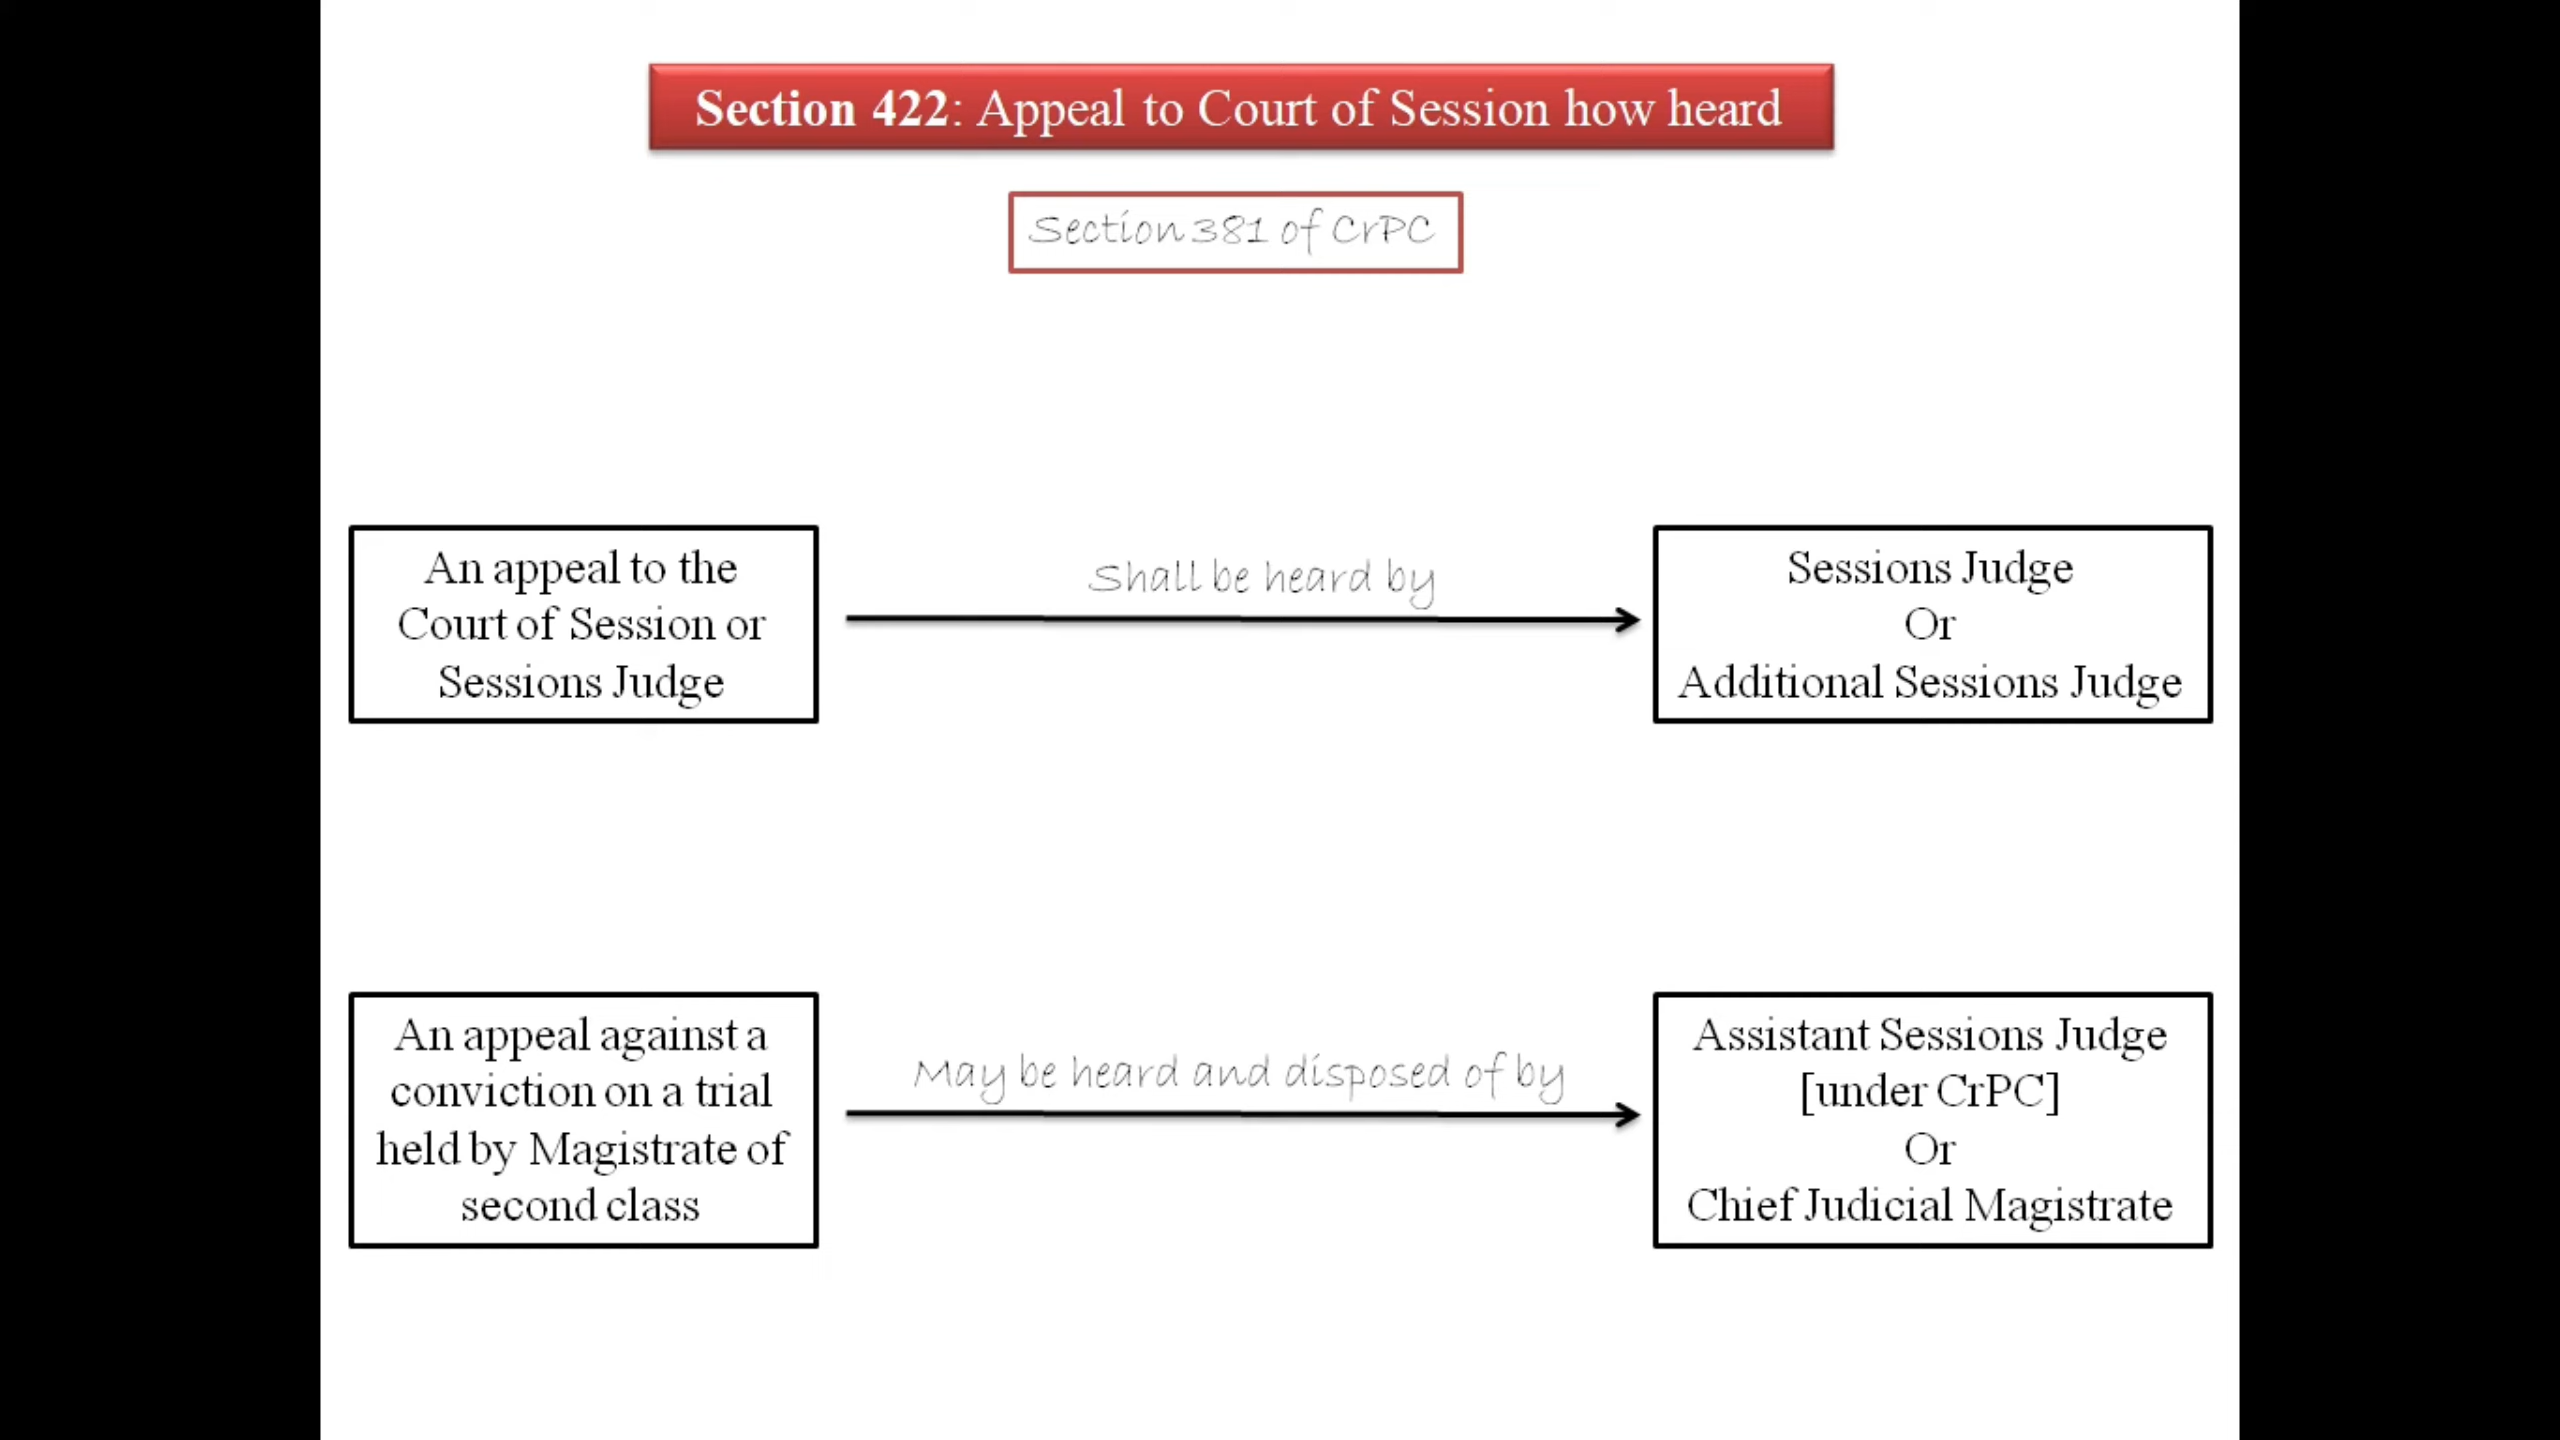 Section 422: Appeal to Court of Session how heard
Section 381 of CrPC
An appeal to the
Court of Session or
Sessions Judge
Shall be heard by
Sessions Judge
Or
Additional Sessions Judge
An appeal against a
conviction on a trial
held by Magistrate of
second class
May be heard and disposed of by
Assistant Sessions Judge
[under CrPC]
Or
Chief Judicial Magistrate